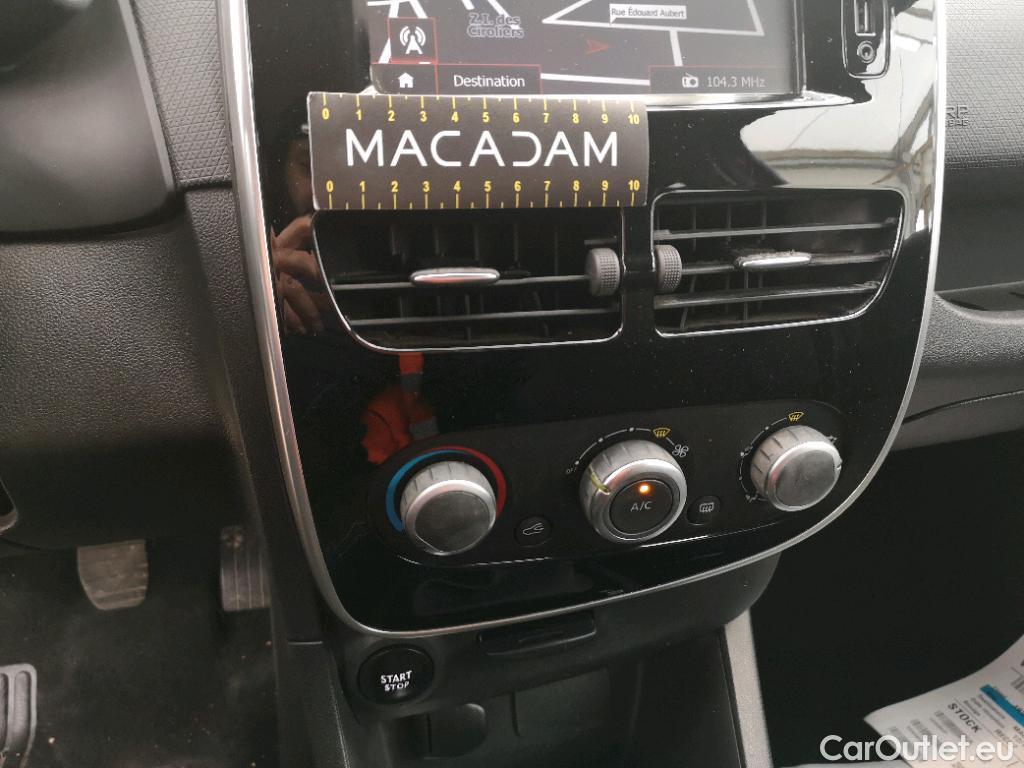 Rue Édouard Aubert
Z.I. des
Ciroliers
Destination
104.3 MHz
0 1 2 3 4 5 6 7 8 9 10
MACADAM
0 1 2 3 4 5 6 7 8 9 10
OFF
A/C
START
STOP
STOCK
CarOutlet.eu